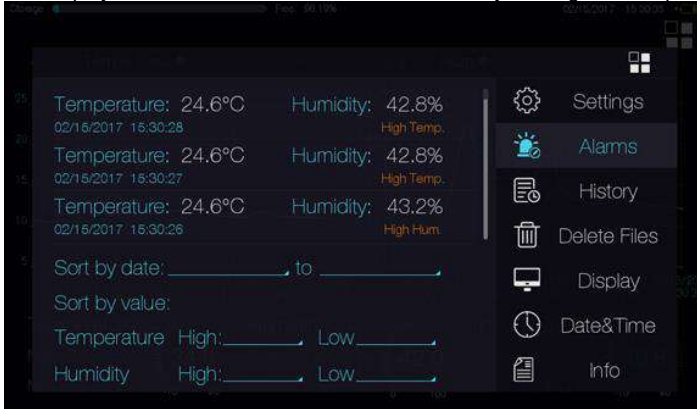 Free: 90.19%
02/15/2017 15:30:35
Temperature: 24.6°C Humidity: 42.8%
02/15/2017 15:30:28 High Temp.
Temperature: 24.6°C Humidity: 42.8%
02/15/2017 15:30:27 High Temp.
Temperature: 24.6°C Humidity: 43.2%
02/15/2017 15:30:26 High Hum.
Sort by date: to
Sort by value:
Temperature High: Low
Humidity High: Low
Settings
Alarms
History
Delete Files
Display
Date&Time
Info